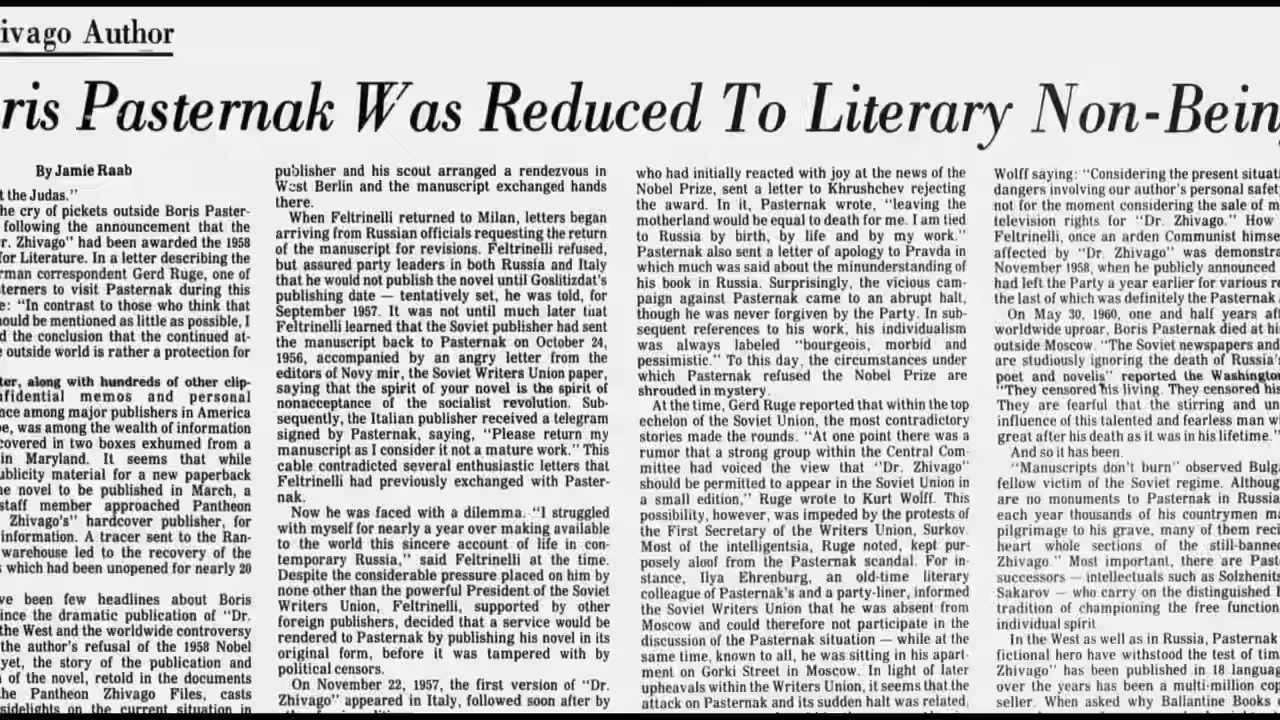 ivago Author
ris Pasternak Was Reduced To Literary Non-Bein
By Jamie Raab
t the Judas."
he cry of pickets outside Boris Paster-
following the announcement that the
r. Zhivago" had been awarded the 1958
for Literature. In a letter describing the
rman correspondent Gerd Ruge, one of
sterners to visit Pasternak during this
e: "In contrast to those who think that
hould be mentioned as little as possible, I
d the conclusion that the continued at-
e outside world is rather a protection for
ter, along with hundreds of other clip-
nfidential memos and personal
nce among major publishers in America
pe, was among the wealth of information
covered in two boxes exhumed from a
in Maryland. It seems that while
ublicity material for a new paperback
he novel to be published in March, a
staff member approached Pantheon
Zhivago's" hardcover publisher, for
information. A tracer sent to the Ran-
warehouse led to the recovery of the
s which had been unopened for nearly 20
ve been few headlines about Boris
ince the dramatic publication of "Dr.
the West and the worldwide controversy
the author's refusal of the 1958 Nobel
yet, the story of the publication and
n of the novel, retold in the documents
the Pantheon Zhivago Files, casts
sidelights on the current situation in
publisher and his scout arranged a rendezvous in
West Berlin and the manuscript exchanged hands
there.
When Feltrinelli returned to Milan, letters began
arriving from Russian officials requesting the return
of the manuscript for revisions. Feltrinelli refused,
but assured party leaders in both Russia and Italy
that he would not publish the novel until Goslitizdat's
publishing date — tentatively set, he was told, for
September 1957. It was not until much later that
Feltrinelli learned that the Soviet publisher had sent
the manuscript back to Pasternak on October 24,
1956, accompanied by an angry letter from the
editors of Novy mir, the Soviet Writers Union paper,
saying that the spirit of your novel is the spirit of
nonacceptance of the socialist revolution. Sub-
sequently, the Italian publisher received a telegram
signed by Pasternak, saying, "Please return my
manuscript as I consider it not a mature work." This
cable contradicted several enthusiastic letters that
Feltrinelli had previously exchanged with Paster-
nak.
Now he was faced with a dilemma. "I struggled
with myself for nearly a year over making available
to the world this sincere account of life in con-
temporary Russia," said Feltrinelli at the time.
Despite the considerable pressure placed on him by
none other than the powerful President of the Soviet
Writers Union, Feltrinelli, supported by other
foreign publishers, decided that a service would be
rendered to Pasternak by publishing his novel in its
original form, before it was tampered with by
political censors.
On November 22, 1957, the first version of "Dr.
Zhivago" appeared in Italy, followed soon after by
who had initially reacted with joy at the news of the
Nobel Prize, sent a letter to Khrushchev rejecting
the award. In it, Pasternak wrote, "leaving the
motherland would be equal to death for me. I am tied
to Russia by birth, by life and by my work."
Pasternak also sent a letter of apology to Pravda in
which much was said about the minunderstanding of
his book in Russia. Surprisingly, the vicious cam-
paign against Pasternak came to an abrupt halt,
though he was never forgiven by the Party. In sub-
sequent references to his work, his individualism
was always labeled "bourgeois, morbid and
pessimistic." To this day, the circumstances under
which Pasternak refused the Nobel Prize are
shrouded in mystery.
At the time, Gerd Ruge reported that within the top
echelon of the Soviet Union, the most contradictory
stories made the rounds. "At one point there was a
rumor that a strong group within the Central Com-
mittee had voiced the view that "Dr. Zhivago"
should be permitted to appear in the Soviet Union in
a small edition," Ruge wrote to Kurt Wolff. This
possibility, however, was impeded by the protests of
the First Secretary of the Writers Union, Surkov.
Most of the intelligentsia, Ruge noted, kept pur-
posely aloof from the Pasternak scandal. For in-
stance, Ilya Ehrenburg, an old-time literary
colleague of Pasternak's and a party-liner, informed
the Soviet Writers Union that he was absent from
Moscow and could therefore not participate in the
discussion of the Pasternak situation — while at the
same time, known to all, he was sitting in his apart-
ment on Gorki Street in Moscow. In light of later
upheavals within the Writers Union, it seems that the
attack on Pasternak and its sudden halt was related,
Wolff saying: "Considering the present situati
dangers involving our author's personal safet
not for the moment considering the sale of m
television rights for "Dr. Zhivago." How
Feltrinelli, once an arden Communist himse
affected by "Dr. Zhivago" was demonstra
November 1958, when he publicly announced
had left the Party a year earlier for various re
the last of which was definitely the Pasternak
On May 30, 1960, one and half years aft
worldwide uproar, Boris Pasternak died at his
outside Moscow. "The Soviet newspapers and
are studiously ignoring the death of Russia's
poet and novelis" reported the Washington
"They censored his living. They censored his
They are fearful that the stirring and un
influence of this talented and fearless man w
great after his death as it was in his lifetime."
And so it has been.
"Manuscripts don't burn" observed Bulga
fellow victim of the Soviet regime. Althoug
are no monuments to Pasternak in Russia
each year thousands of his countrymen ma
pilgrimage to his grave, many of them reci
heart whole sections of the still-banned
Zhivago." Most important, there are Past
successors — intellectuals such as Solzhenits
Sakarov — who carry on the distinguished l
tradition of championing the free function
individual spirit
In the West as well as in Russia, Pasternak
fictional hero have withstood the test of time
Zhivago" has been published in 18 languag
over the years has been a multi-million cop
seller. When asked why Ballantine Books